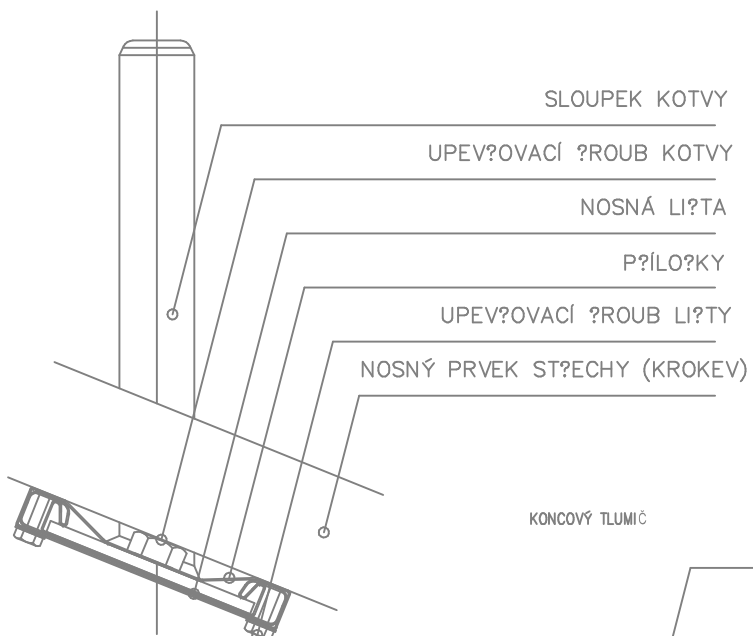 SLOUPEK KOTVY
UPEV?OVACÍ ?ROUB KOTVY
NOSNÁ LI?TA
P?ÍLO?KY
UPEV?OVACÍ ?ROUB LI?TY
NOSNÝ PRVEK ST?ECHY (KROKEV)
KONCOVÝ TLUMIČ